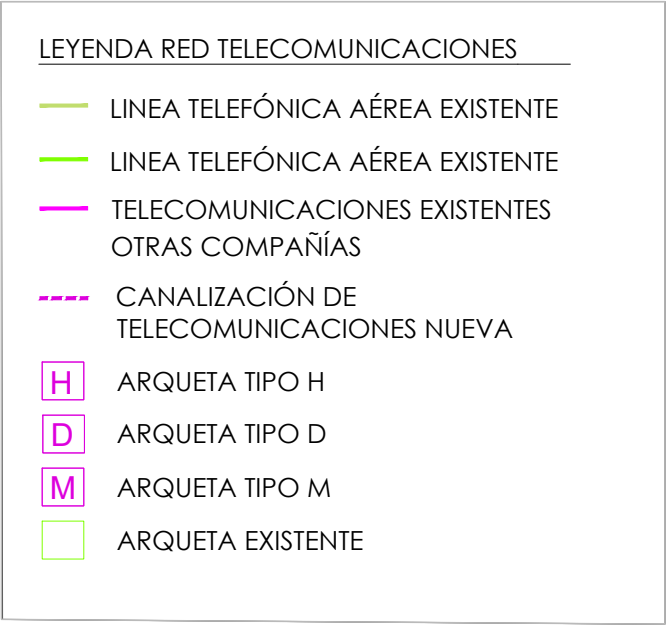 LEYENDA RED TELECOMUNICACIONES
LINEA TELEFÓNICA AÉREA EXISTENTE
LINEA TELEFÓNICA AÉREA EXISTENTE
TELECOMUNICACIONES EXISTENTES
OTRAS COMPAÑÍAS
CANALIZACIÓN DE
TELECOMUNICACIONES NUEVA
H ARQUETA TIPO H
D ARQUETA TIPO D
M ARQUETA TIPO M
ARQUETA EXISTENTE